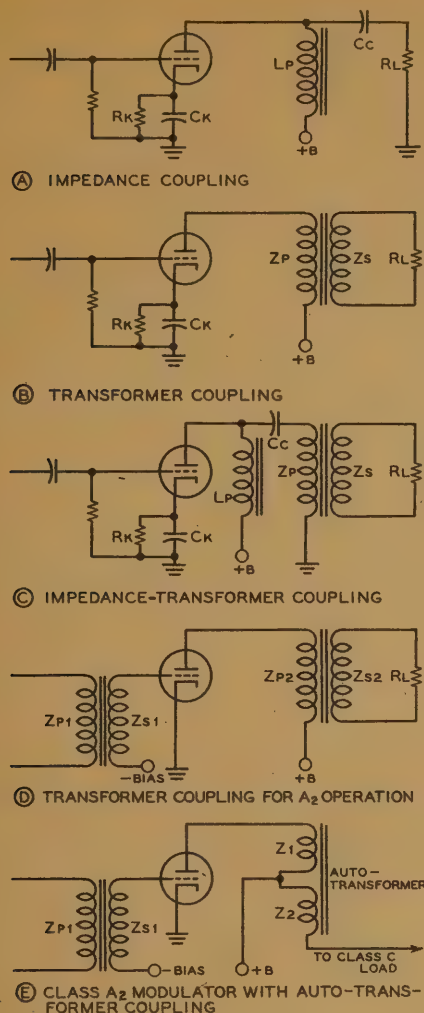 Cc
LP
RL
RK
CK
+B
Ⓐ IMPEDANCE COUPLING
ZP
ZS
RL
RK
CK
+B
Ⓑ TRANSFORMER COUPLING
Cc
LP
ZP
ZS
RL
RK
CK
+B
Ⓒ IMPEDANCE-TRANSFORMER COUPLING
ZP1
ZS1
ZP2
ZS2
RL
-BIAS
+B
Ⓓ TRANSFORMER COUPLING FOR A2 OPERATION
Z1
AUTO-
TRANSFORMER
ZP1
ZS1
Z2
-BIAS
+B
TO CLASS C
LOAD
Ⓔ CLASS A2 MODULATOR WITH AUTO-TRANS-
FORMER COUPLING